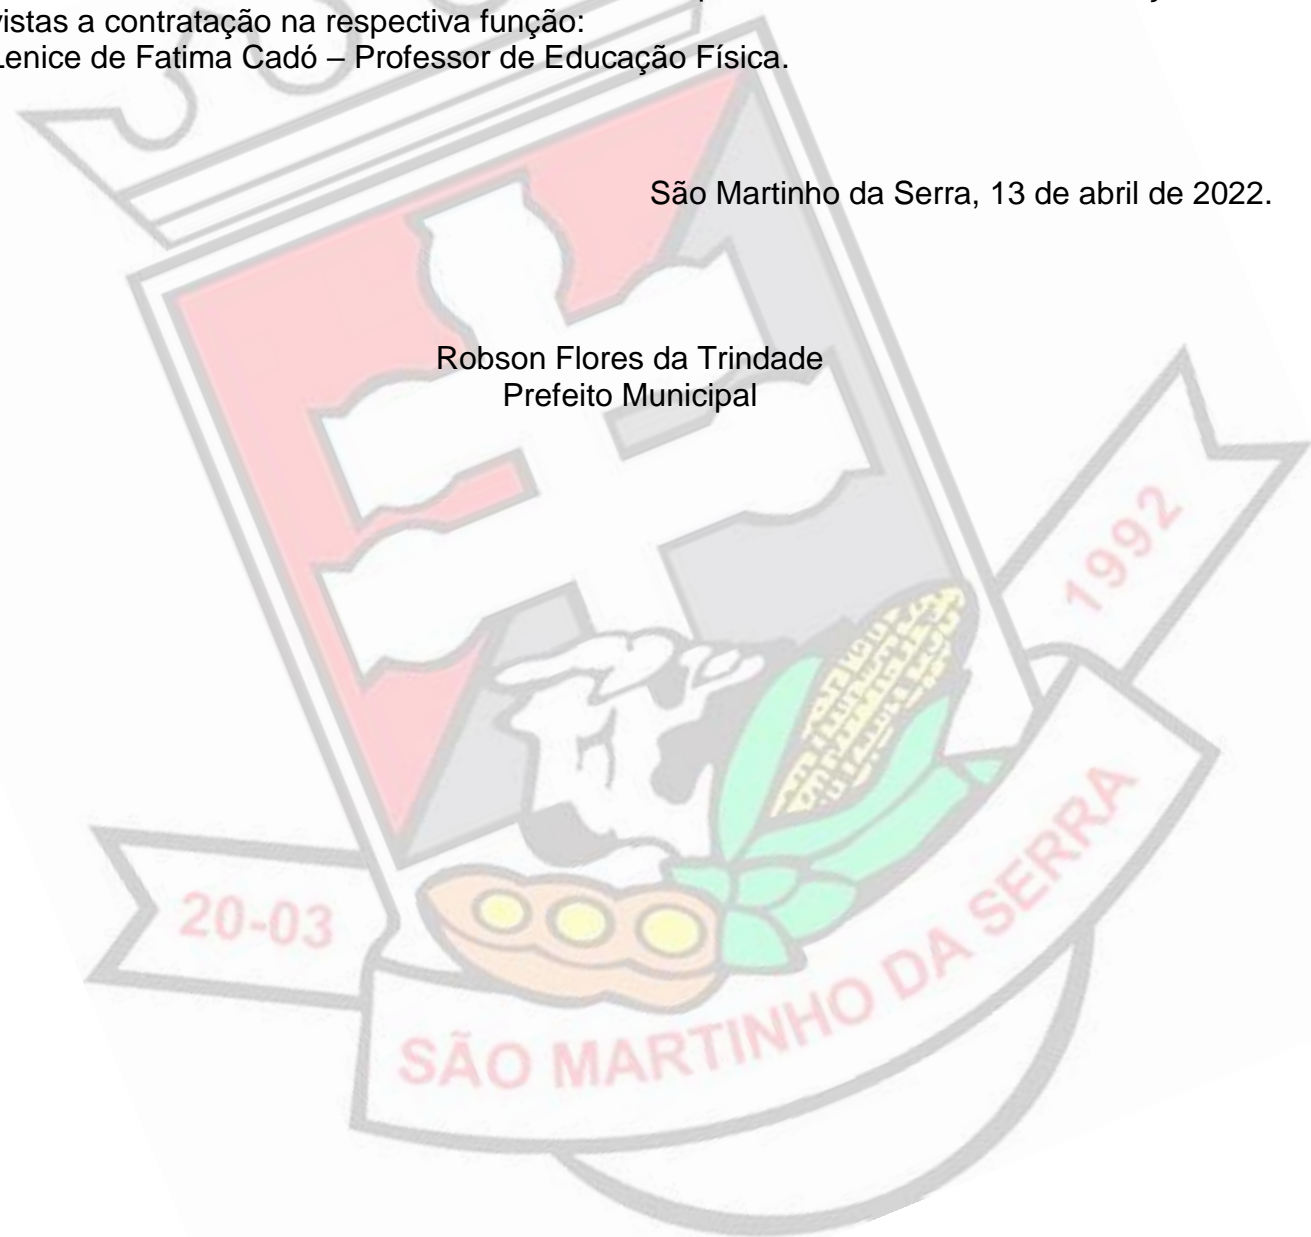 vistas a contratação na respectiva função:
Lenice de Fatima Cadó – Professor de Educação Física.
São Martinho da Serra, 13 de abril de 2022.
Robson Flores da Trindade
Prefeito Municipal
1992
20-03
SÃO MARTINHO DA SERRA